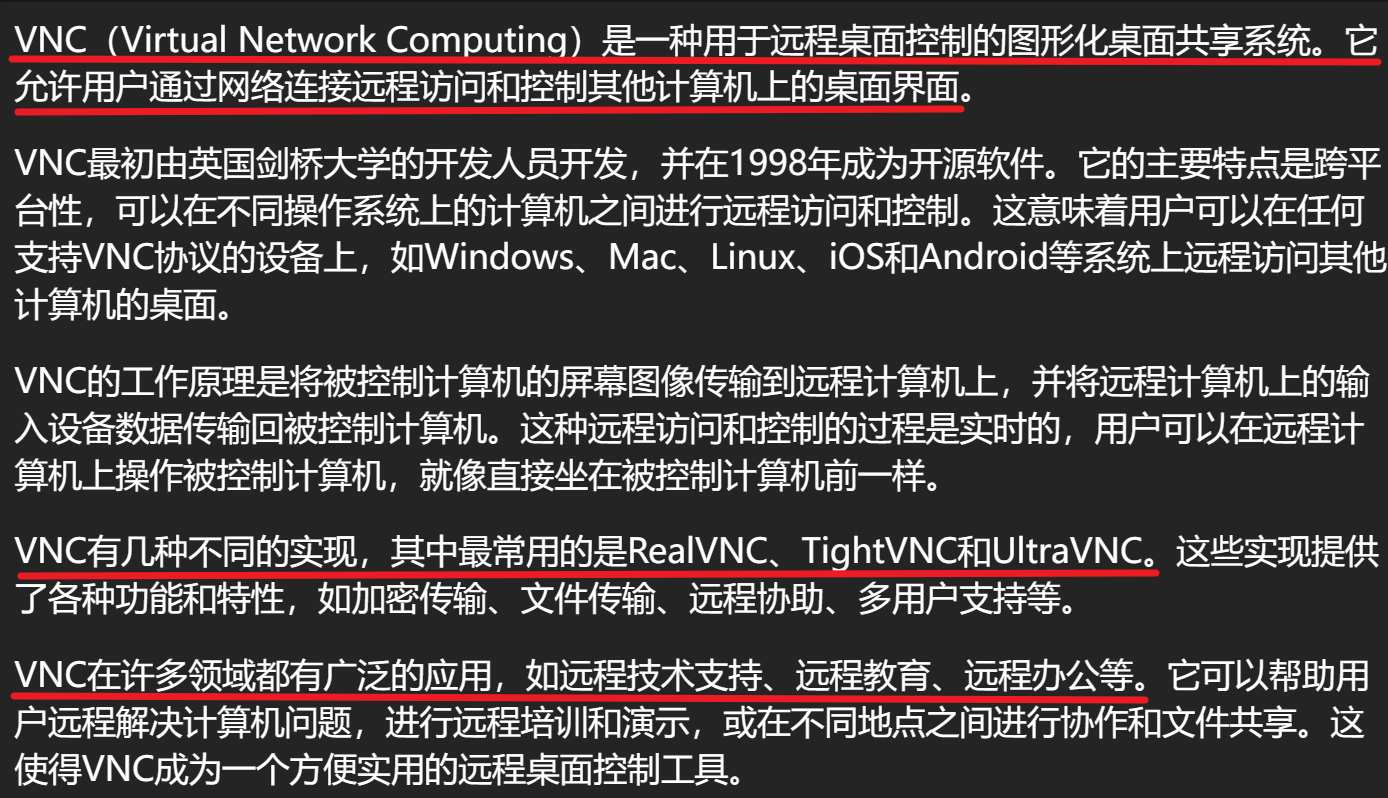 VNC（Virtual Network Computing）是一种用于远程桌面控制的图形化桌面共享系统。它
允许用户通过网络连接远程访问和控制其他计算机上的桌面界面。
VNC最初由英国剑桥大学的开发人员开发，并在1998年成为开源软件。它的主要特点是跨平
台性，可以在不同操作系统上的计算机之间进行远程访问和控制。这意味着用户可以在任何
支持VNC协议的设备上，如Windows、Mac、Linux、iOS和Android等系统上远程访问其他
计算机的桌面。
VNC的工作原理是将被控制计算机的屏幕图像传输到远程计算机上，并将远程计算机上的输
入设备数据传输回被控制计算机。这种远程访问和控制的过程是实时的，用户可以在远程计
算机上操作被控制计算机，就像直接坐在被控制计算机前一样。
VNC有几种不同的实现，其中最常用的是RealVNC、TightVNC和UltraVNC。这些实现提供
了各种功能和特性，如加密传输、文件传输、远程协助、多用户支持等。
VNC在许多领域都有广泛的应用，如远程技术支持、远程教育、远程办公等。它可以帮助用
户远程解决计算机问题，进行远程培训和演示，或在不同地点之间进行协作和文件共享。这
使得VNC成为一个方便实用的远程桌面控制工具。